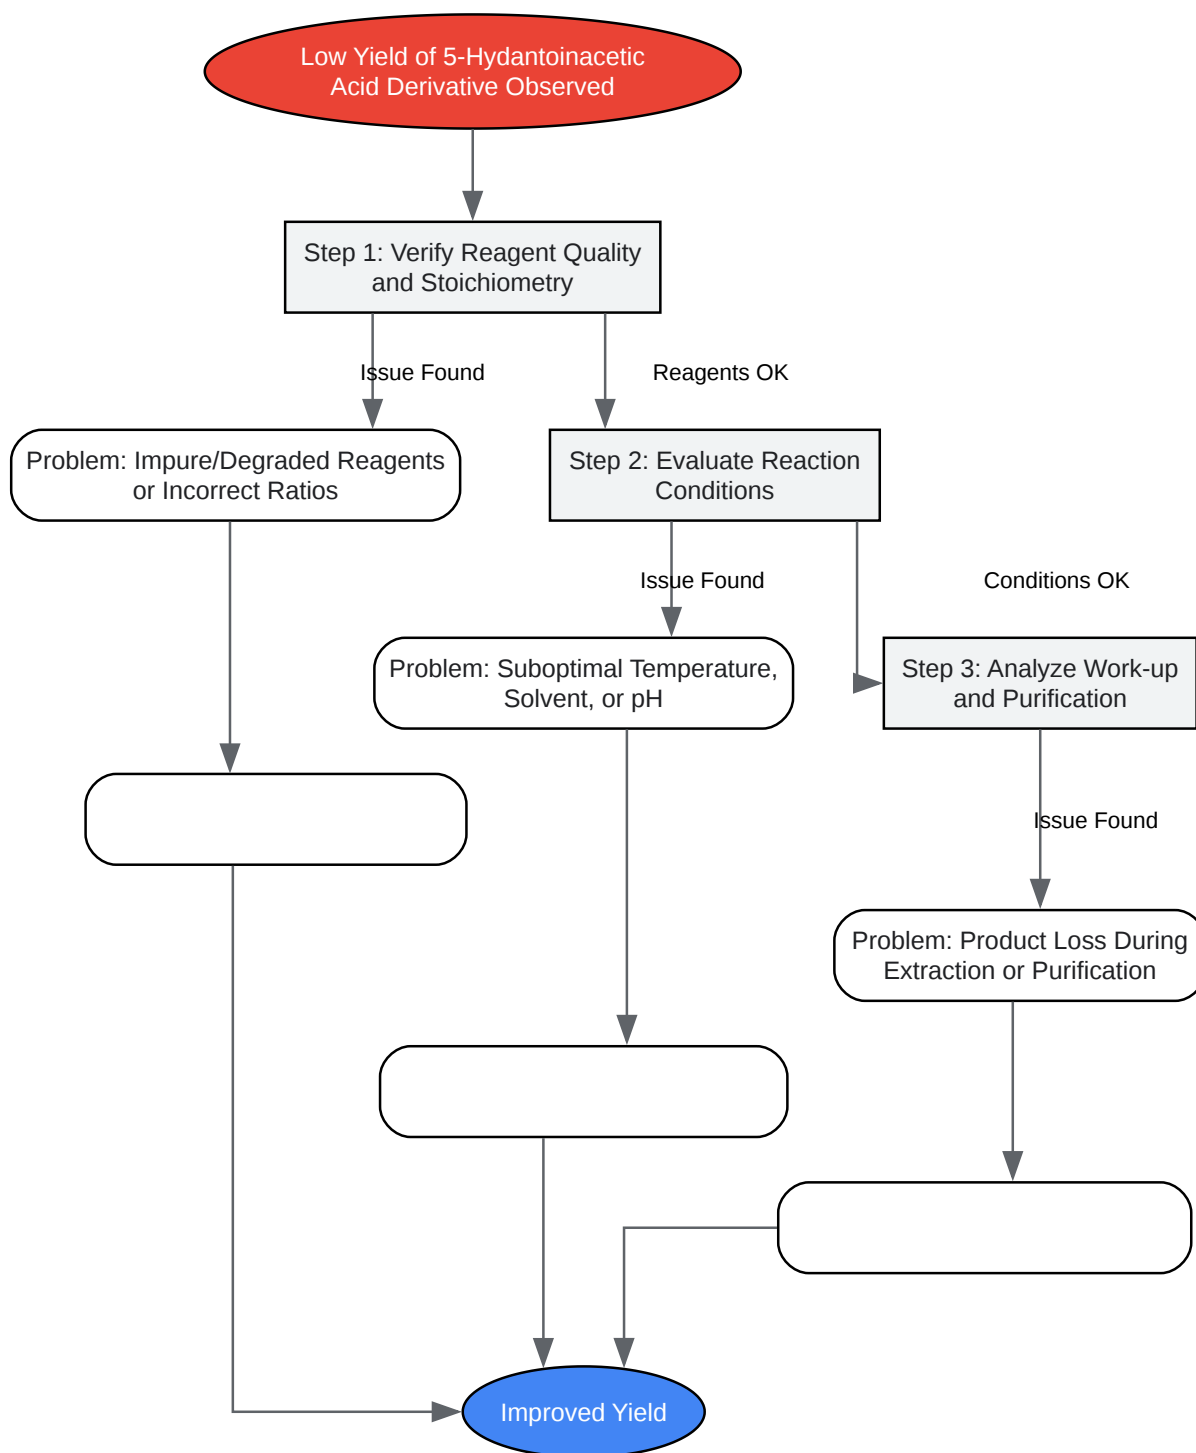 Low Yield of 5-Hydantoinacetic
Acid Derivative Observed
Step 1: Verify Reagent Quality
and Stoichiometry
Issue Found
Reagents OK
Problem: Impure/Degraded Reagents
or Incorrect Ratios
Step 2: Evaluate Reaction
Conditions
Issue Found
Conditions OK
Problem: Suboptimal Temperature,
Solvent, or pH
Step 3: Analyze Work-up
and Purification
Issue Found
Problem: Product Loss During
Extraction or Purification
Improved Yield